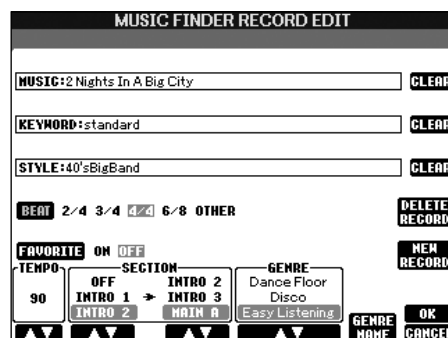 MUSIC FINDER RECORD EDIT
MUSIC:2 Nights In A Big City
CLEAR
KEYWORD:standard
CLEAR
STYLE:40'sBigBand
CLEAR
BEAT 2/4 3/4 4/4 6/8 OTHER
DELETE
RECORD
FAVORITE ON OFF
NEW
RECORD
TEMPO SECTION GENRE
OFF INTRO 2 Dance Floor
90 INTRO 1 INTRO 3 Disco
INTRO 2 MAIN A Easy Listening
GENRE
NAME
OK
CANCEL